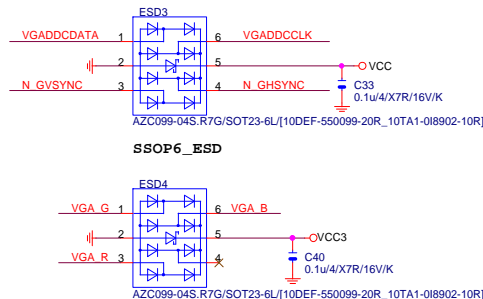 ESD3
VGADDCDATA 1 6 VGADDCCLK
2 5 VCC
N_GVSYNC 3 4 N_GHSYNC
C33
0.1u/4/X7R/16V/K
AZC099-04S.R7G/SOT23-6L/[10DEF-550099-20R_10TA1-0I8902-10R]
SSOP6_ESD
ESD4
VGA_G 1 6 VGA_B
2 5 VCC3
VGA_R 3 4
C40
0.1u/4/X7R/16V/K
AZC099-04S.R7G/SOT23-6L/[10DEF-550099-20R_10TA1-0I8902-10R]